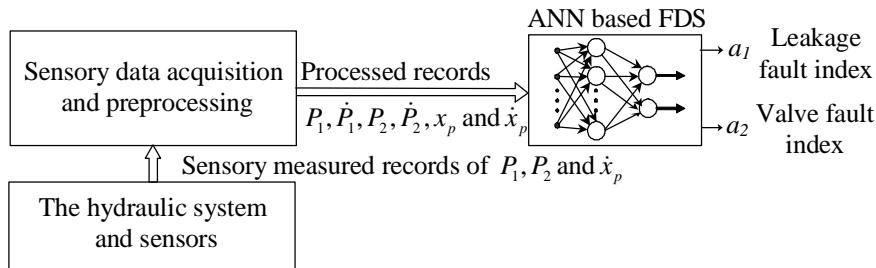 ANN based FDS
Sensory data acquisition
and preprocessing
Processed records
P₁, Ṗ₁, P₂, Ṗ₂, xₚ and ẋₚ
a₁
Leakage
fault index
a₂
Valve fault
index
Sensory measured records of P₁, P₂ and ẋₚ
The hydraulic system
and sensors